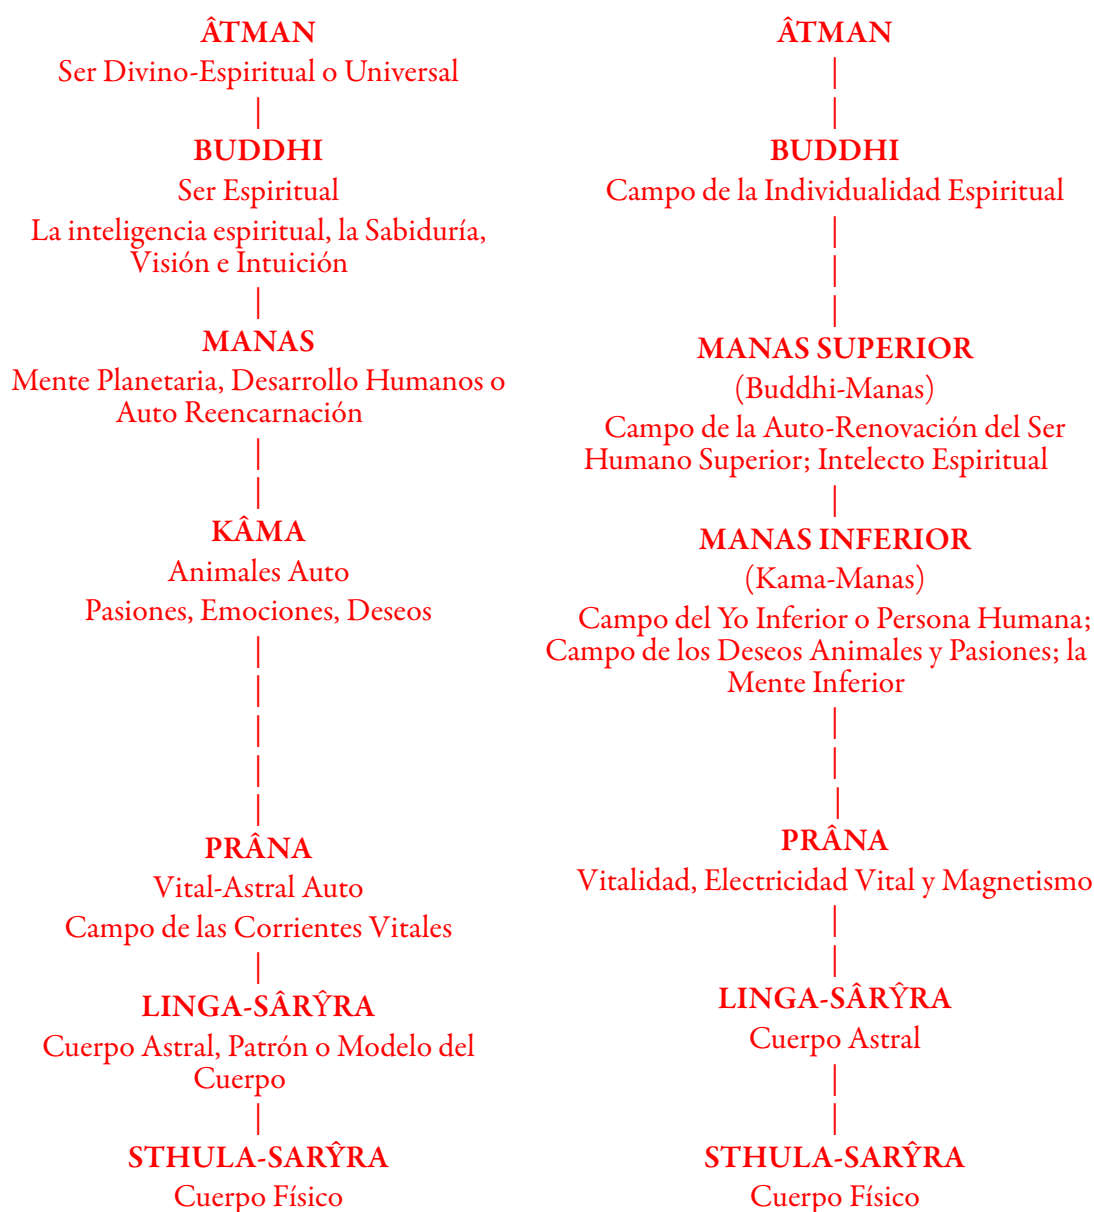 ÂTMAN
Ser Divino-Espiritual o Universal
BUDDHI
Ser Espiritual
La inteligencia espiritual, la Sabiduría,
Visión e Intuición
MANAS
Mente Planetaria, Desarrollo Humanos o
Auto Reencarnación
KÂMA
Animales Auto
Pasiones, Emociones, Deseos
PRÂNA
Vital-Astral Auto
Campo de las Corrientes Vitales
LINGA-SÂRŶRA
Cuerpo Astral, Patrón o Modelo del
Cuerpo
STHULA-SARŶRA
Cuerpo Físico
ÂTMAN
BUDDHI
Campo de la Individualidad Espiritual
MANAS SUPERIOR
(Buddhi-Manas)
Campo de la Auto-Renovación del Ser
Humano Superior; Intelecto Espiritual
MANAS INFERIOR
(Kama-Manas)
Campo del Yo Inferior o Persona Humana;
Campo de los Deseos Animales y Pasiones; la
Mente Inferior
PRÂNA
Vitalidad, Electricidad Vital y Magnetismo
LINGA-SÂRŶRA
Cuerpo Astral
STHULA-SARŶRA
Cuerpo Físico